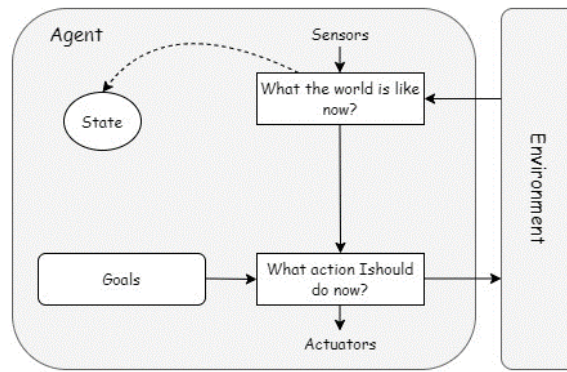 Agent
Sensors
What the world is like
now?
State
Environment
Goals
What action Ishould
do now?
Actuators